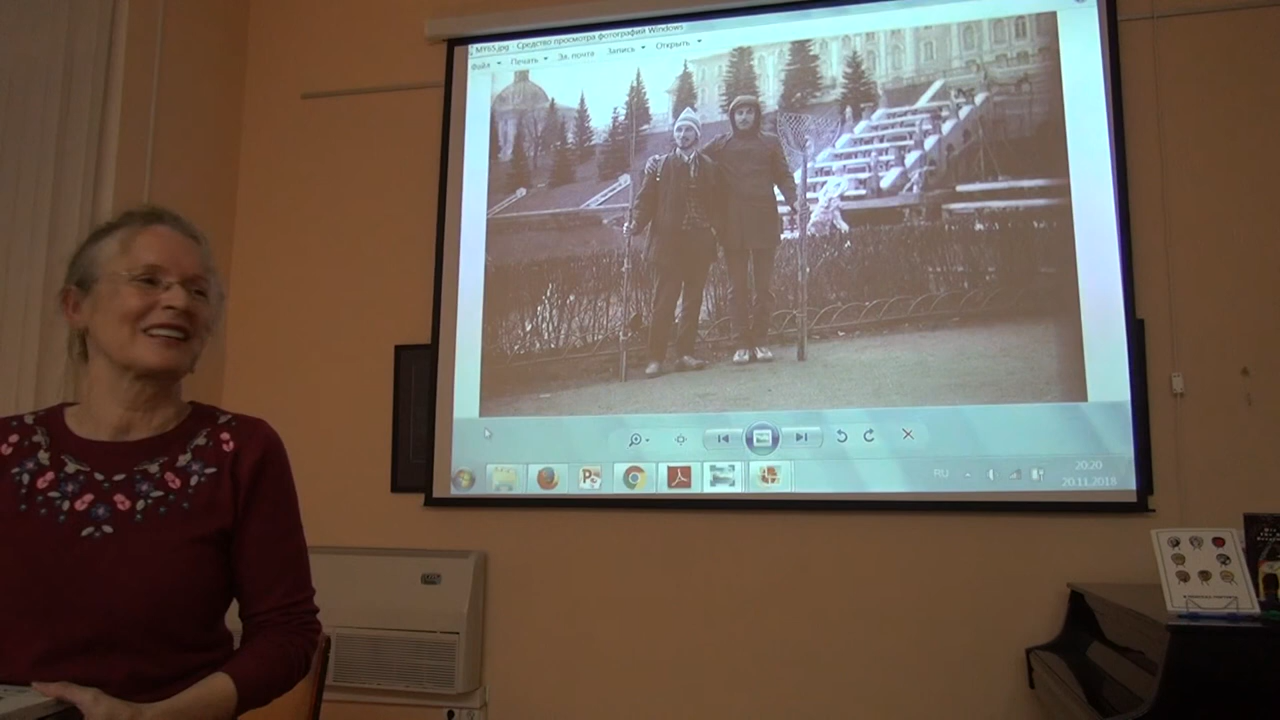 MY65.jpg - Средство просмотра фотографий Windows
Файл Печать Эл. почта Запись Открыть
RU
20:20
20.11.2018